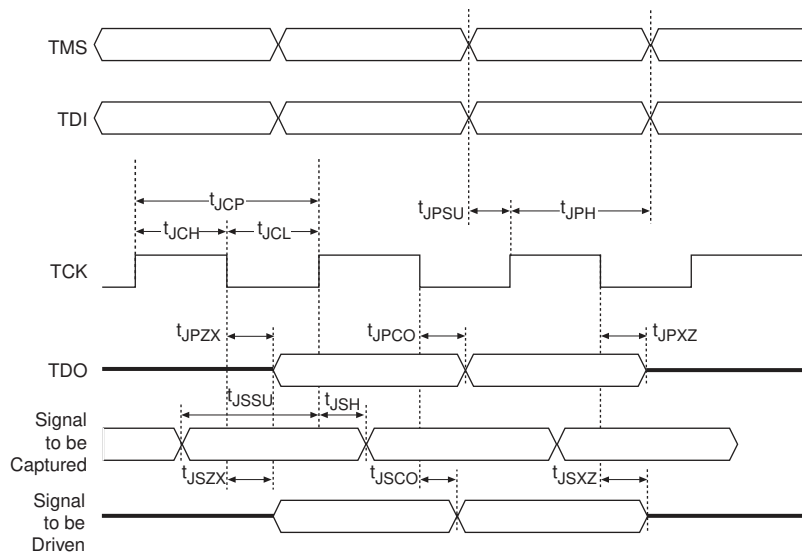 TMS
TDI
tJCP
tJPSU tJPH
tJCH tJCL
TCK
tJPZX tJPCO tJPXZ
TDO
tJSSU tJSH
Signal
to be
Captured
tJSZX tJSCO tJSXZ
Signal
to be
Driven